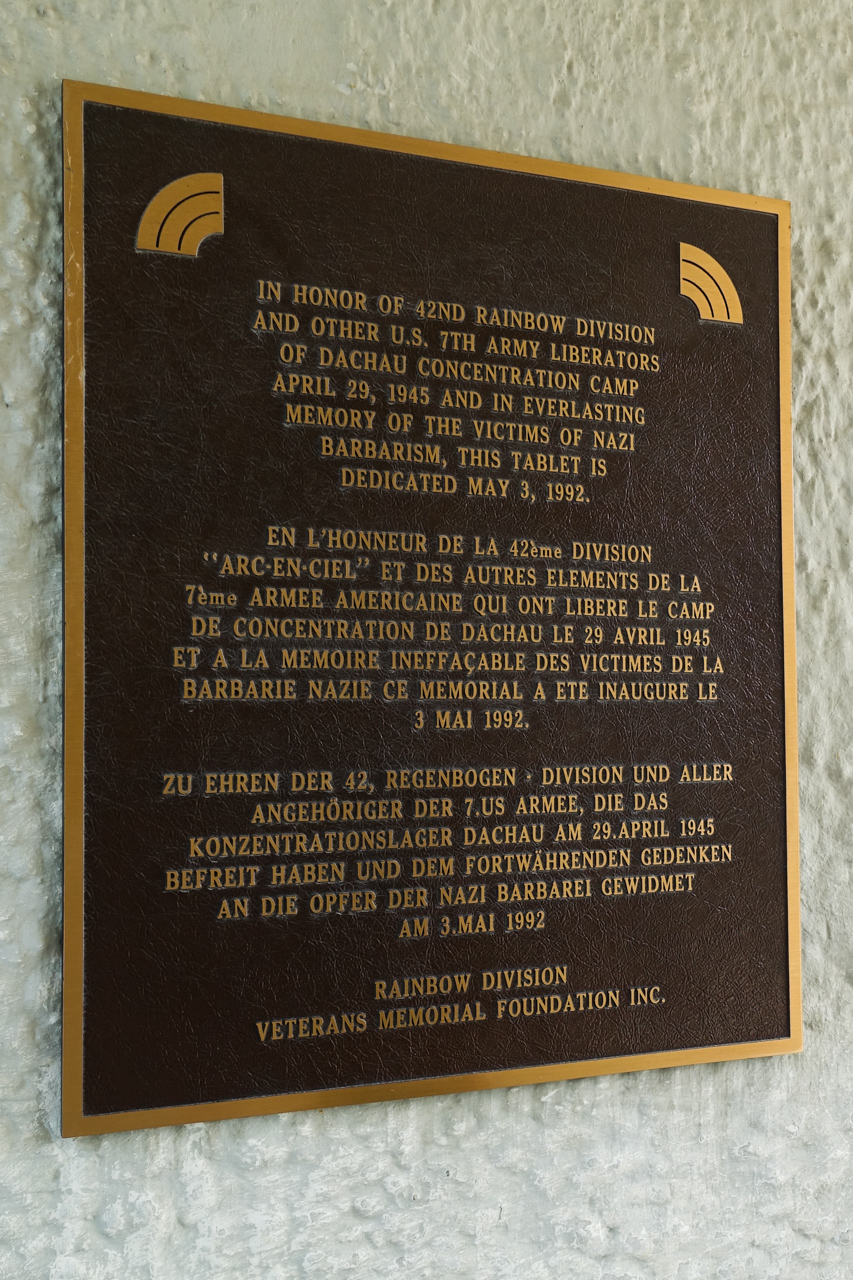 IN HONOR OF 42ND RAINBOW DIVISION
AND OTHER U.S. 7TH ARMY LIBERATORS
OF DACHAU CONCENTRATION CAMP
APRIL 29, 1945 AND IN EVERLASTING
MEMORY OF THE VICTIMS OF NAZI
BARBARISM, THIS TABLET IS
DEDICATED MAY 3, 1992.
EN L'HONNEUR DE LA 42ème DIVISION
"ARC-EN-CIEL" ET DES AUTRES ELEMENTS DE LA
7ème ARMEE AMERICAINE QUI ONT LIBERE LE CAMP
DE CONCENTRATION DE DACHAU LE 29 AVRIL 1945
ET A LA MEMOIRE INEFFAÇABLE DES VICTIMES DE LA
BARBARIE NAZIE CE MEMORIAL A ETE INAUGURE LE
3 MAI 1992.
ZU EHREN DER 42, REGENBOGEN · DIVISION UND ALLER
ANGEHÖRIGER DER 7.US ARMEE, DIE DAS
KONZENTRATIONSLAGER DACHAU AM 29.APRIL 1945
BEFREIT HABEN UND DEM FORTWÄHRENDEN GEDENKEN
AN DIE OPFER DER NAZI BARBAREI GEWIDMET
AM 3.MAI 1992
RAINBOW DIVISION
VETERANS MEMORIAL FOUNDATION INC.